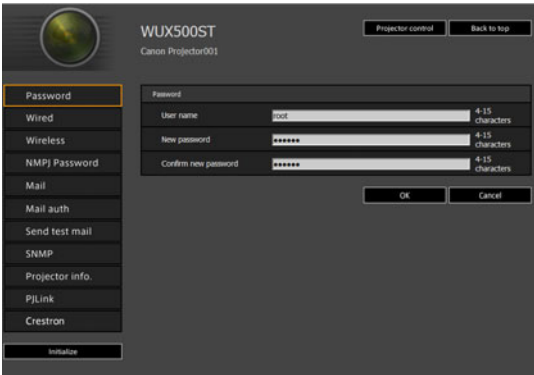 WUX500ST
Canon Projector001
Projector control
Back to top
Password
Wired
Wireless
NMPJ Password
Mail
Mail auth
Send test mail
SNMP
Projector info.
PJLink
Crestron
Initialize
Password
User name
root
4-15
characters
New password
••••••
4-15
characters
Confirm new password
••••••
4-15
characters
OK
Cancel